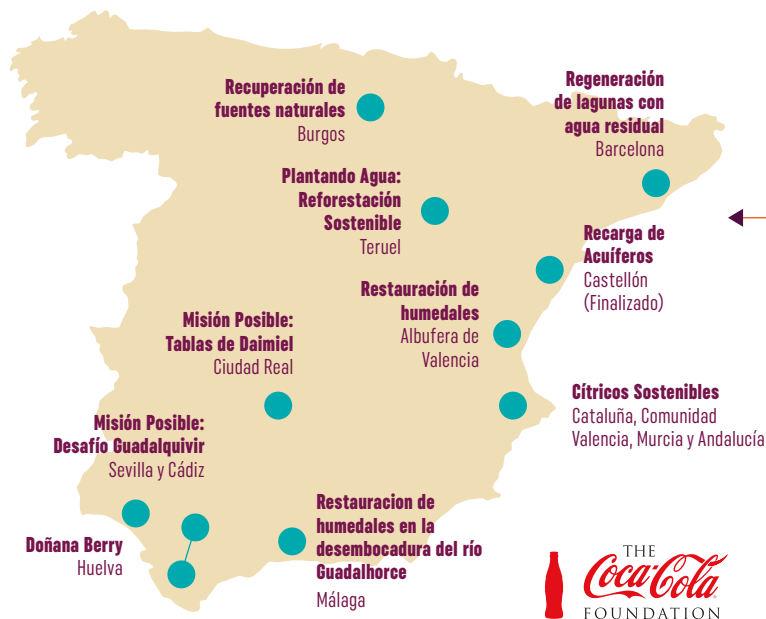 Recuperación de
fuentes naturales
Burgos
Regeneración
de lagunas con
agua residual
Barcelona
Plantando Agua:
Reforestación
Sostenible
Teruel
Recarga de
Acuíferos
Castellón
(Finalizado)
Restauración de
humedales
Albufera de
Valencia
Misión Posible:
Tablas de Daimiel
Ciudad Real
Cítricos Sostenibles
Cataluña, Comunidad
Valencia, Murcia y Andalucía
Misión Posible:
Desafío Guadalquivir
Sevilla y Cádiz
Doñana Berry
Huelva
Restauracion de
humedales en la
desembocadura del río
Guadalhorce
Málaga
THE
Coca-Cola
FOUNDATION